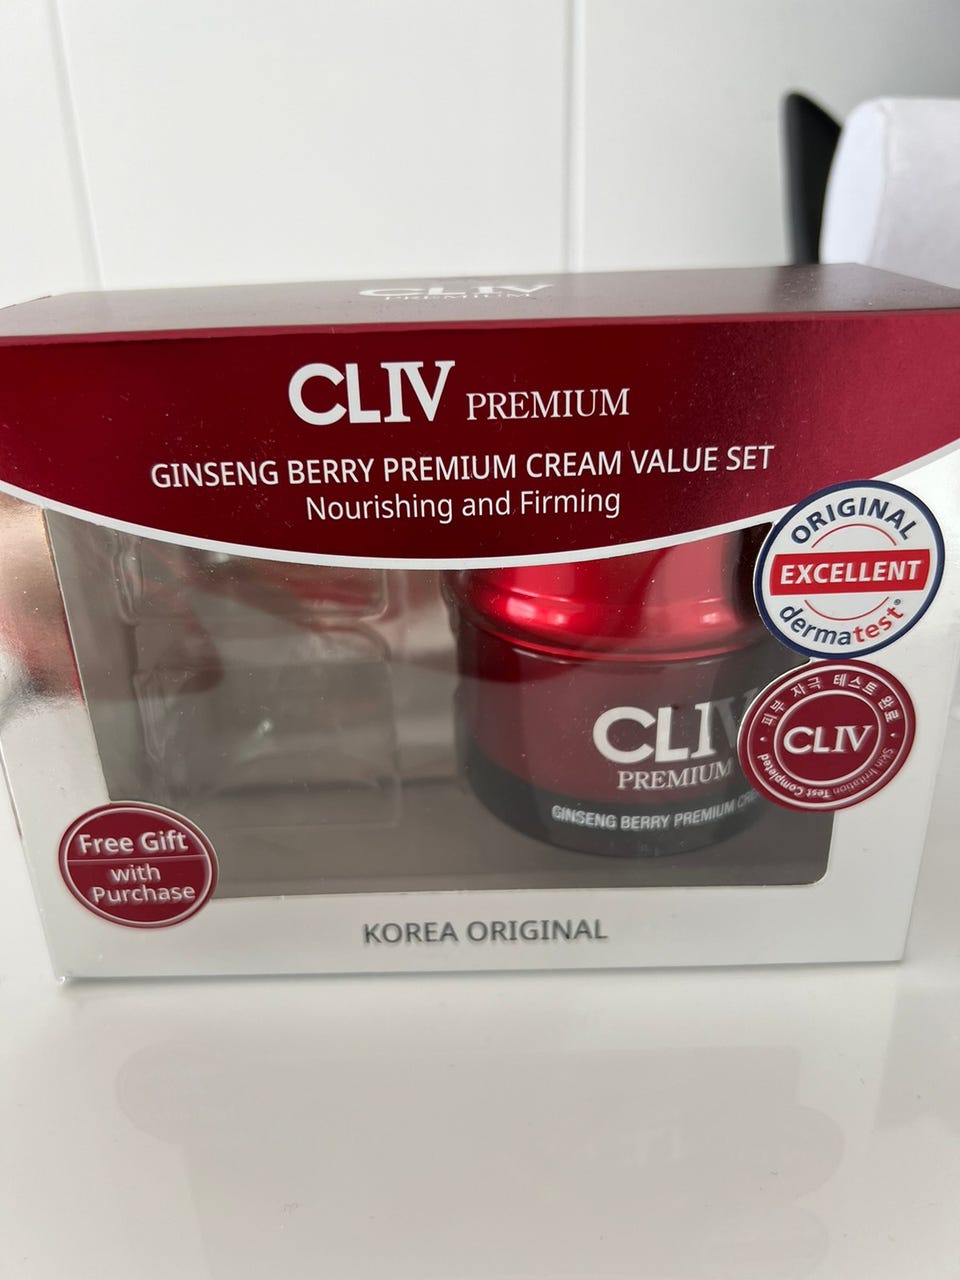 CLIV
PREMIUM
CLIV PREMIUM
GINSENG BERRY PREMIUM CREAM VALUE SET
Nourishing and Firming
ORIGINAL
EXCELLENT
dermatest®
CLIV
PREMIUM
GINSENG BERRY PREMIUM
피부 자극 테스트 완료
CLIV
Skin Irritation Test Completed
Free Gift
with
Purchase
KOREA ORIGINAL